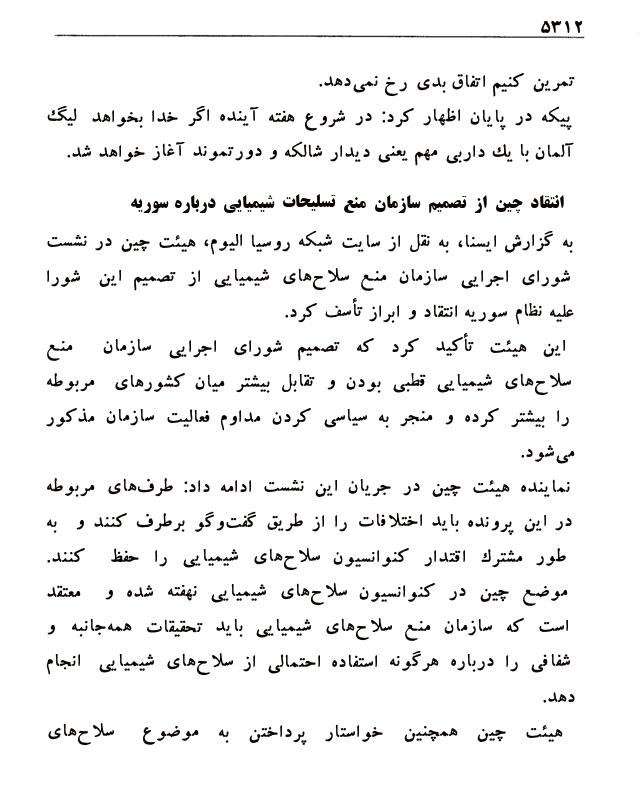 ۵۳۱۲
تمرین کنیم اتفاق بدی رخ نمی‌دهد.
پیکه در پایان اظهار کرد: در شروع هفته آینده اگر خدا بخواهد لیگ
آلمان با یك داربی مهم یعنی دیدار شالکه و دورتموند آغاز خواهد شد.
انتقاد چین از تصمیم سازمان منع تسلیحات شیمیایی درباره سوریه
به گزارش ایسنا، به نقل از سایت شبکه روسیا الیوم، هیئت چین در نشست
شورای اجرایی سازمان منع سلاح‌های شیمیایی از تصمیم این شورا
علیه نظام سوریه انتقاد و ابراز تأسف کرد.
این هیئت تأکید کرد که تصمیم شورای اجرایی سازمان منع
سلاح‌های شیمیایی قطبی بودن و تقابل بیشتر میان کشورهای مربوطه
را بیشتر کرده و منجر به سیاسی کردن مداوم فعالیت سازمان مذکور
می‌شود.
نماینده هیئت چین در جریان این نشست ادامه داد: طرف‌های مربوطه
در این پرونده باید اختلافات را از طریق گفت‌وگو برطرف کنند و به
طور مشترك اقتدار کنوانسیون سلاح‌های شیمیایی را حفظ کنند.
موضع چین در کنوانسیون سلاح‌های شیمیایی نهفته شده و معتقد
است که سازمان منع سلاح‌های شیمیایی باید تحقیقات همه‌جانبه و
شفافی را درباره هرگونه استفاده احتمالی از سلاح‌های شیمیایی انجام
دهد.
هیئت چین همچنین خواستار پرداختن به موضوع سلاح‌های